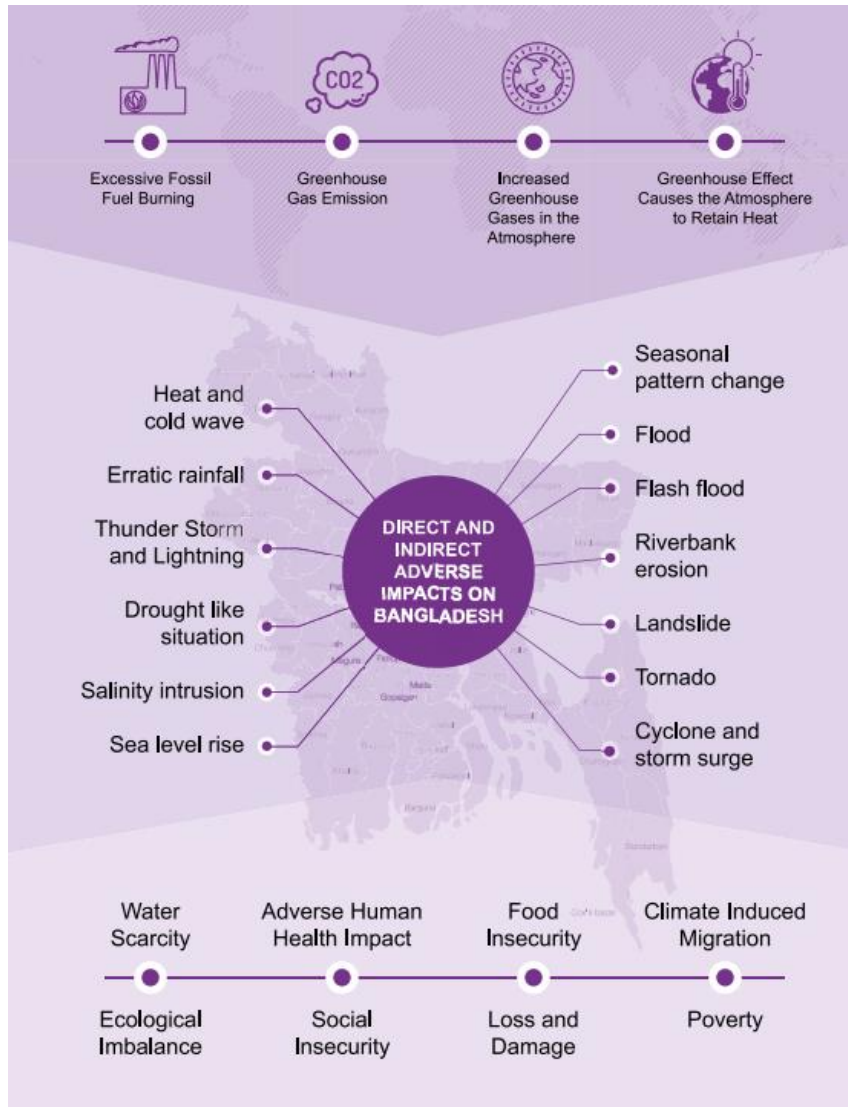 CO2
Excessive Fossil
Fuel Burning
Greenhouse
Gas Emission
Increased
Greenhouse
Gases in the
Atmosphere
Greenhouse Effect
Causes the Atmosphere
to Retain Heat
Heat and
cold wave
Erratic rainfall
Thunder Storm
and Lightning
Drought like
situation
Salinity intrusion
Sea level rise
DIRECT AND
INDIRECT
ADVERSE
IMPACTS ON
BANGLADESH
Seasonal
pattern change
Flood
Flash flood
Riverbank
erosion
Landslide
Tornado
Cyclone and
storm surge
Magura
Water
Scarcity
Adverse Human
Health Impact
Food
Insecurity
Climate Induced
Migration
Ecological
Imbalance
Social
Insecurity
Loss and
Damage
Poverty